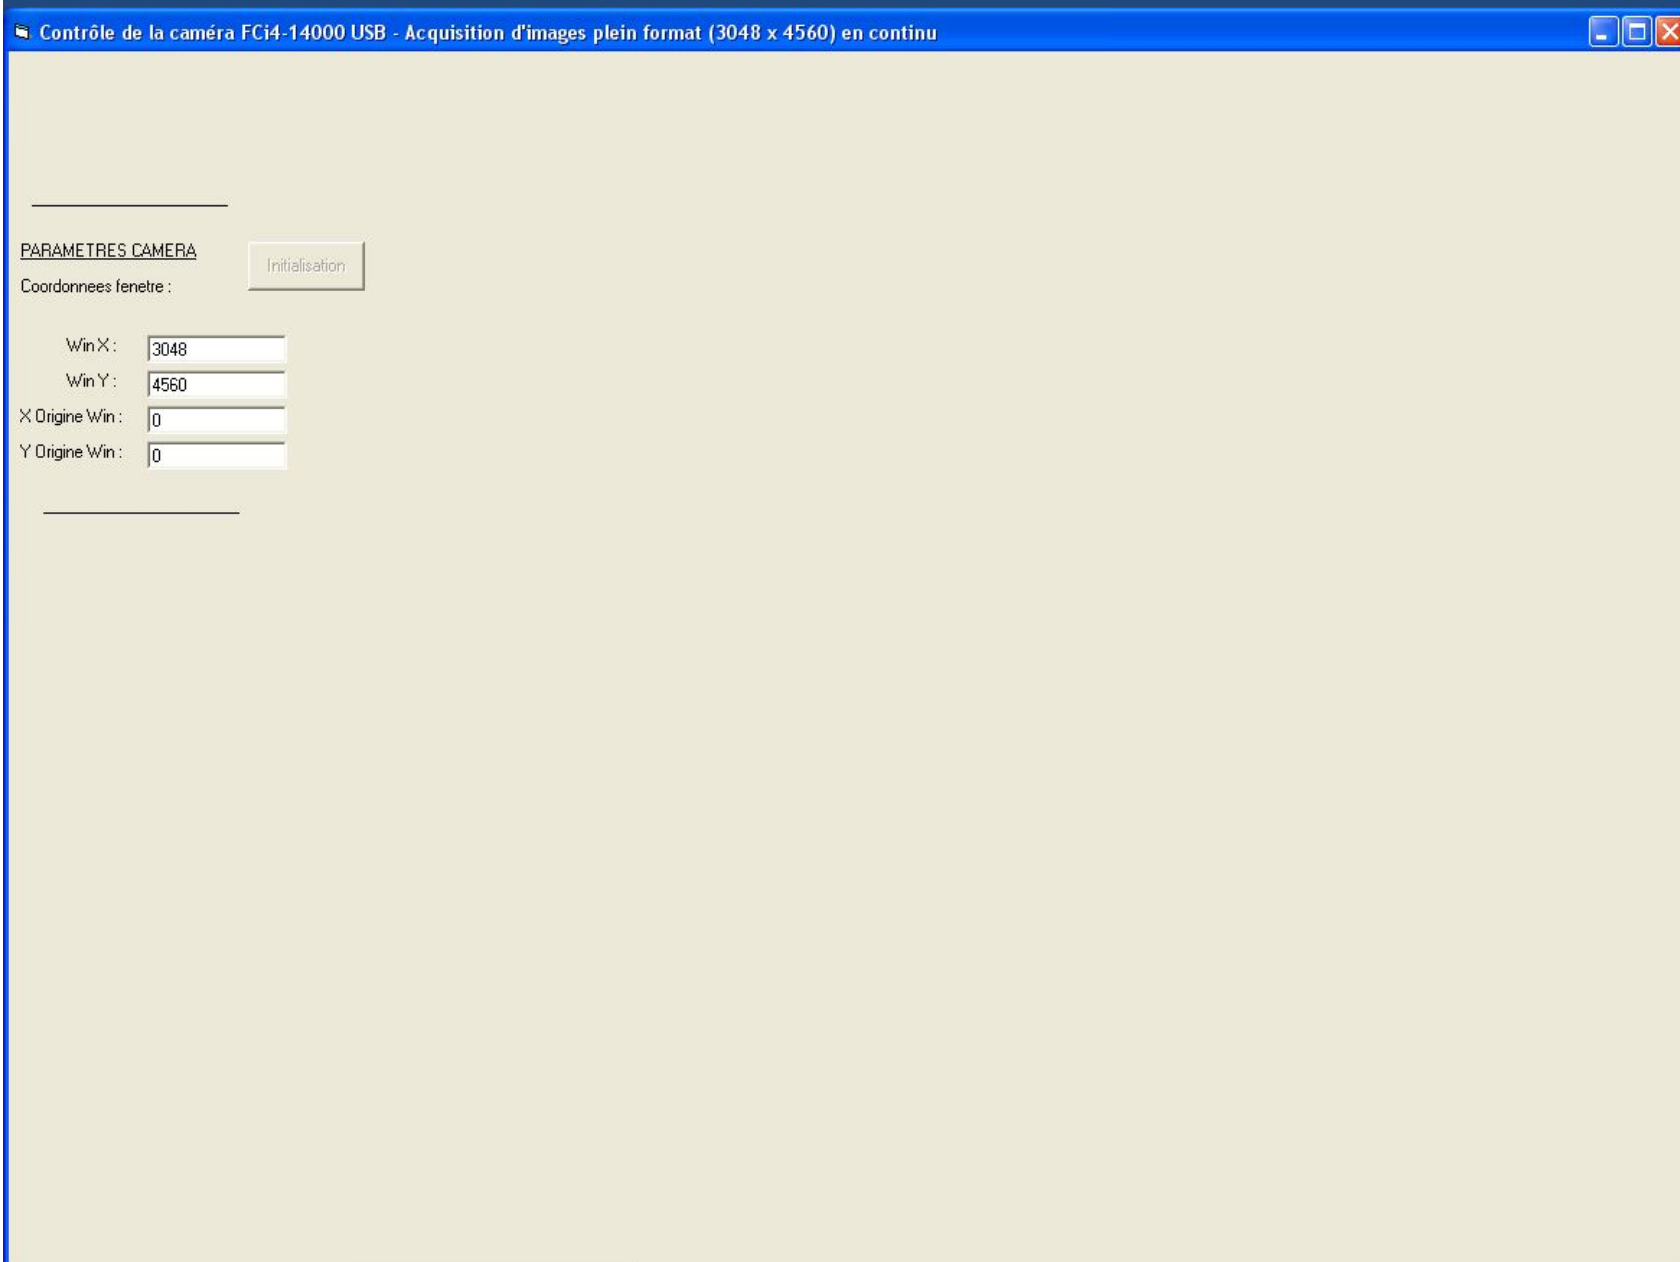 Contrôle de la caméra FCi4-14000 USB - Acquisition d'images plein format (3048 x 4560) en continu
PARAMETRES CAMERA
Initialisation
Coordonnees fenetre :
Win X : 3048
Win Y : 4560
X Origine Win : 0
Y Origine Win : 0